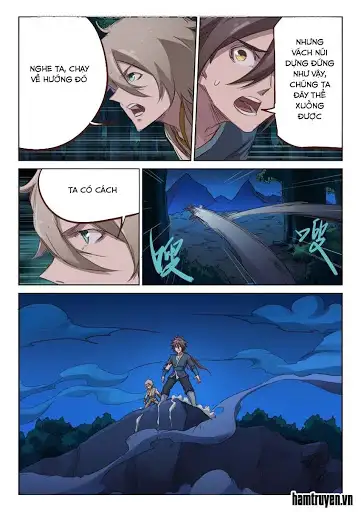 NGHE TA, CHẠY
VỀ HƯỚNG ĐÓ
NHƯNG
VÁCH NÚI
DỰNG ĐỨNG
NHƯ VẬY,
CHÚNG TA
ĐÂY THỂ
XUỐNG
ĐƯỢC
TA CÓ CÁCH
嗖
嗖
hamtruyen.vn